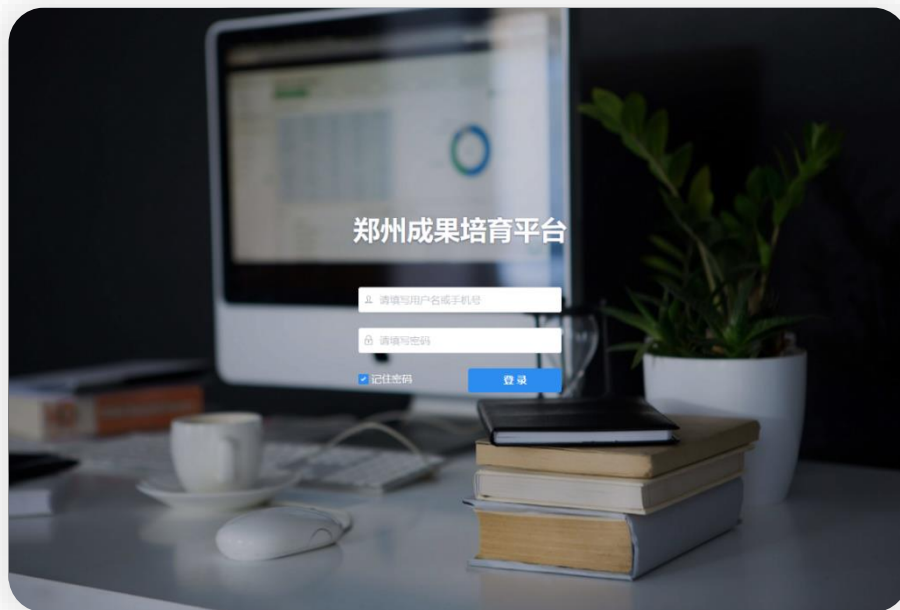 郑州成果培育平台
请填写用户名或手机号
请填写密码
记住密码
登录